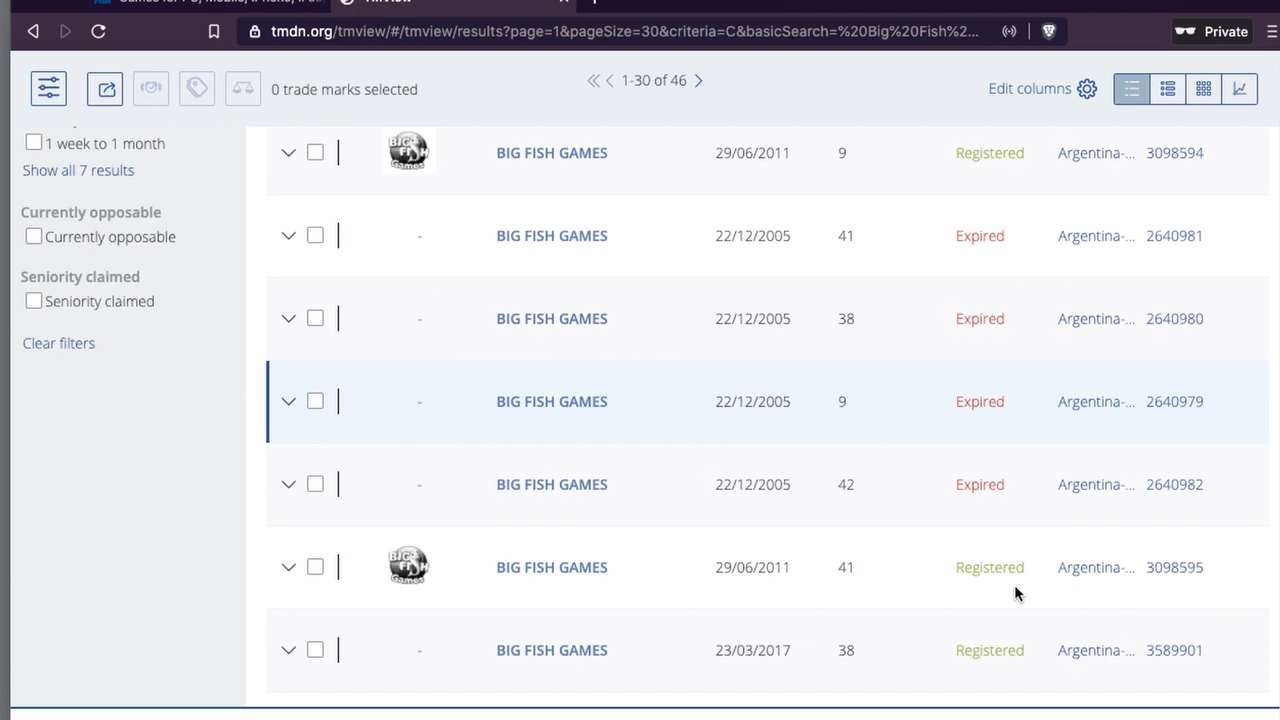 tmdn.org/tmview/#/tmview/results?page=1&pageSize=30&criteria=C&basicSearch=%20Big%20Fish%2...
Private
0 trade marks selected
1-30 of 46
Edit columns
1 week to 1 month
Show all 7 results
Currently opposable
Currently opposable
Seniority claimed
Seniority claimed
Clear filters
BIG FISH Games BIG FISH GAMES 29/06/2011 9 Registered Argentina-... 3098594
- BIG FISH GAMES 22/12/2005 41 Expired Argentina-... 2640981
- BIG FISH GAMES 22/12/2005 38 Expired Argentina-... 2640980
- BIG FISH GAMES 22/12/2005 9 Expired Argentina-... 2640979
- BIG FISH GAMES 22/12/2005 42 Expired Argentina-... 2640982
BIG FISH Games BIG FISH GAMES 29/06/2011 41 Registered Argentina-... 3098595
- BIG FISH GAMES 23/03/2017 38 Registered Argentina-... 3589901